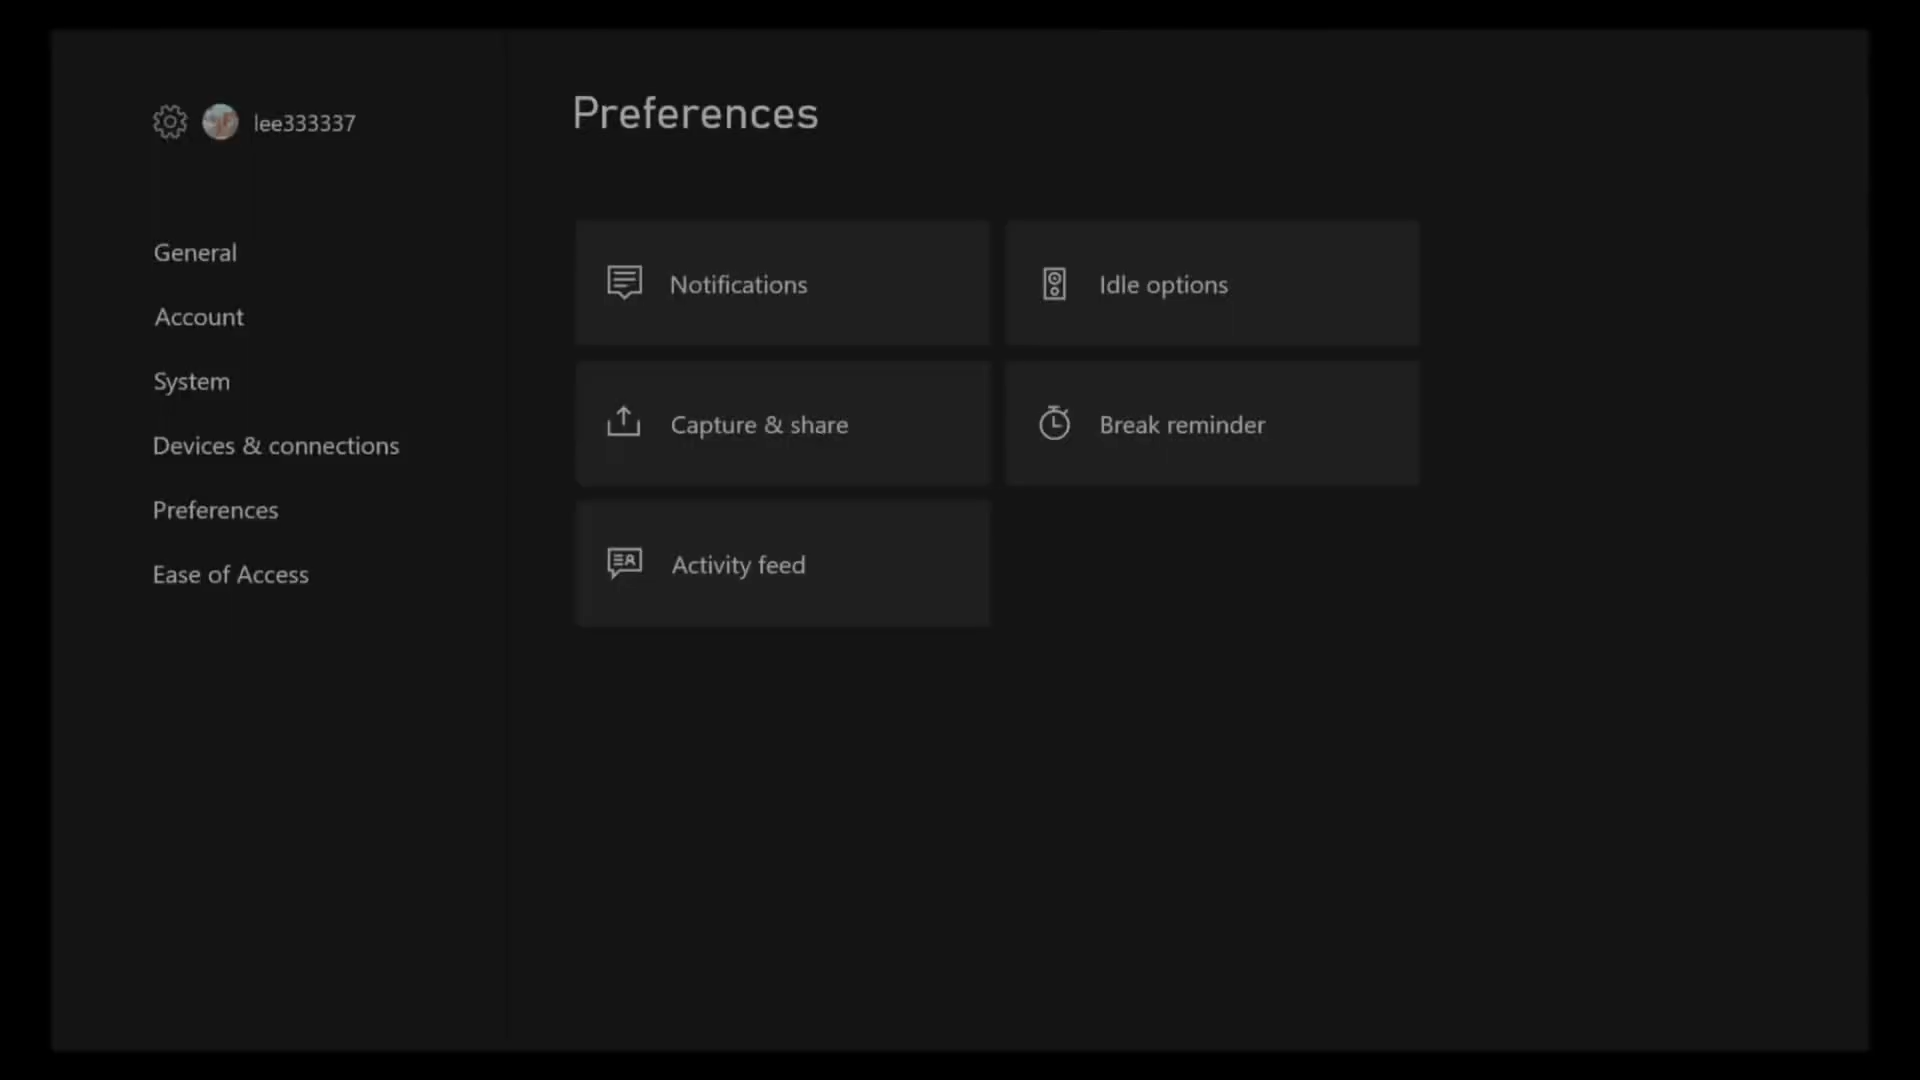 lee333337
General
Account
System
Devices & connections
Preferences
Ease of Access
Preferences
Notifications
Idle options
Capture & share
Break reminder
Activity feed